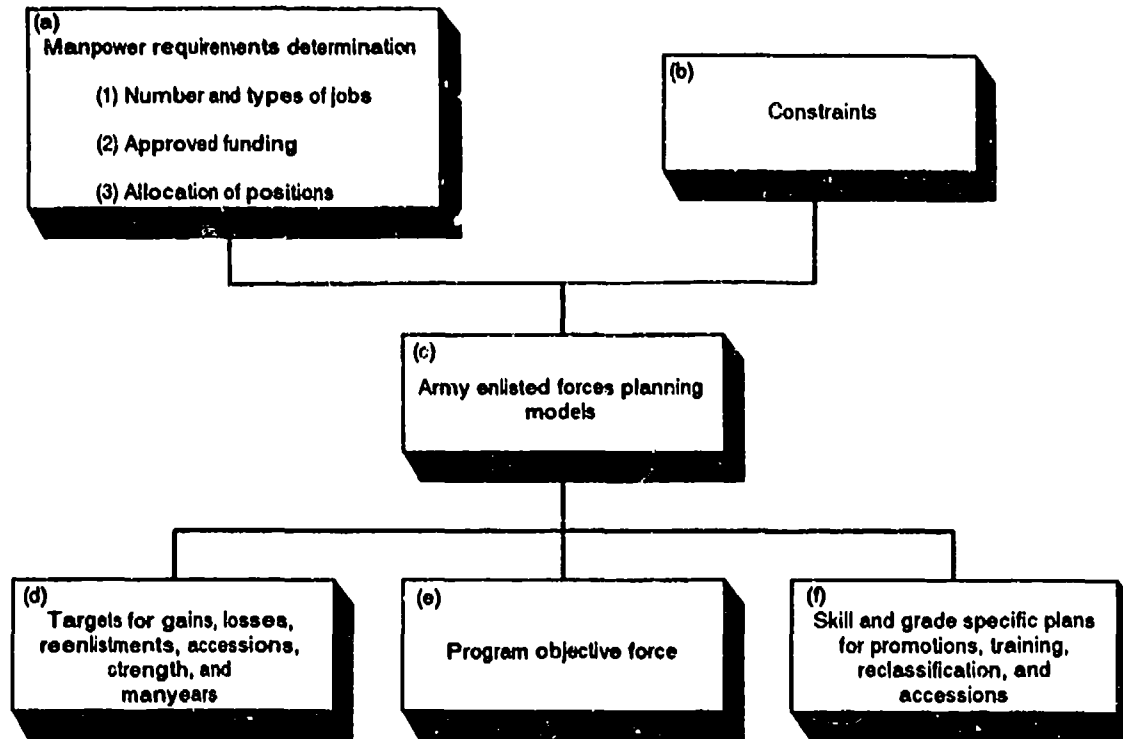 (a)
Manpower requirements determination
(1) Number and types of jobs
(2) Approved funding
(3) Allocation of positions
(b)
Constraints
(c)
Army enlisted forces planning
models
(d)
Targets for gains, losses,
reenlistments, accessions,
strength, and
manyears
(e)
Program objective force
(f)
Skill and grade specific plans
for promotions, training,
reclassification, and
accessions